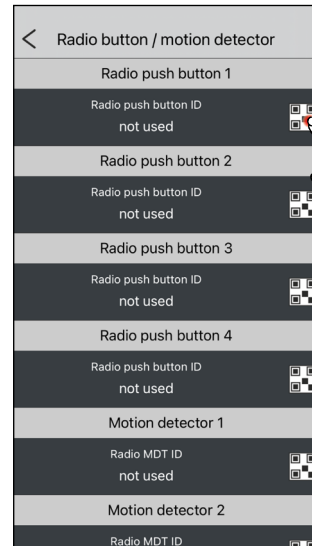 Radio button / motion detector
Radio push button 1
Radio push button ID
not used
Radio push button 2
Radio push button ID
not used
Radio push button 3
Radio push button ID
not used
Radio push button 4
Radio push button ID
not used
Motion detector 1
Radio MDT ID
not used
Motion detector 2
Radio MDT ID